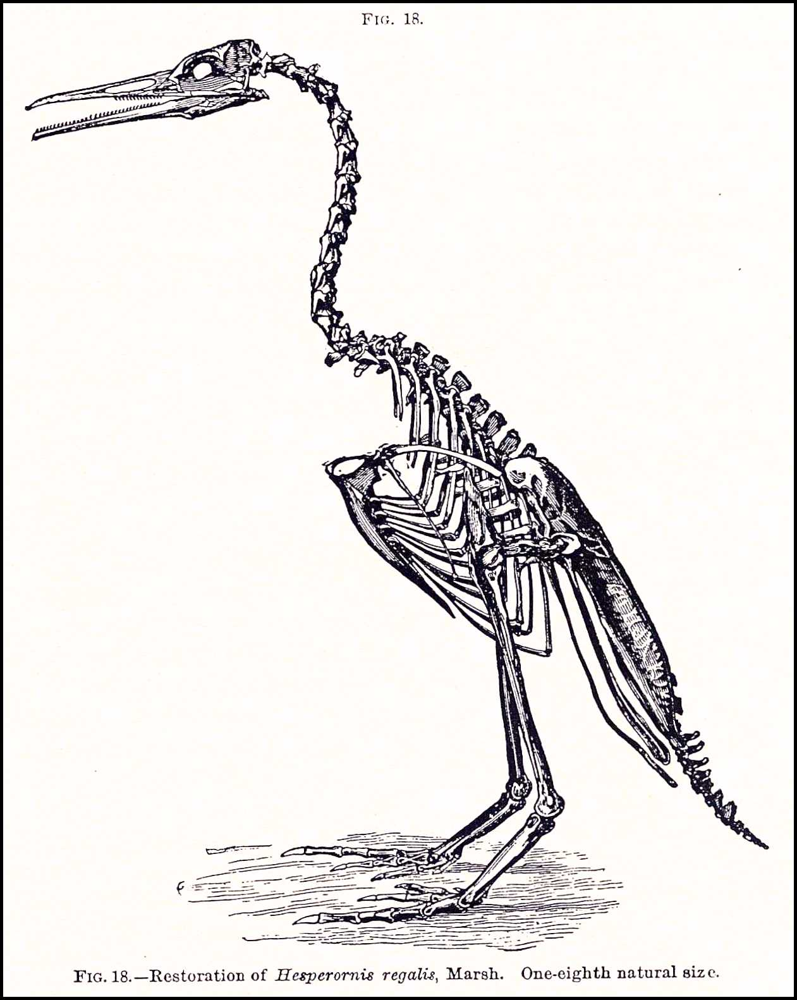 FIG. 18.
FIG. 18.—Restoration of Hesperornis regalis, Marsh. One-eighth natural size.